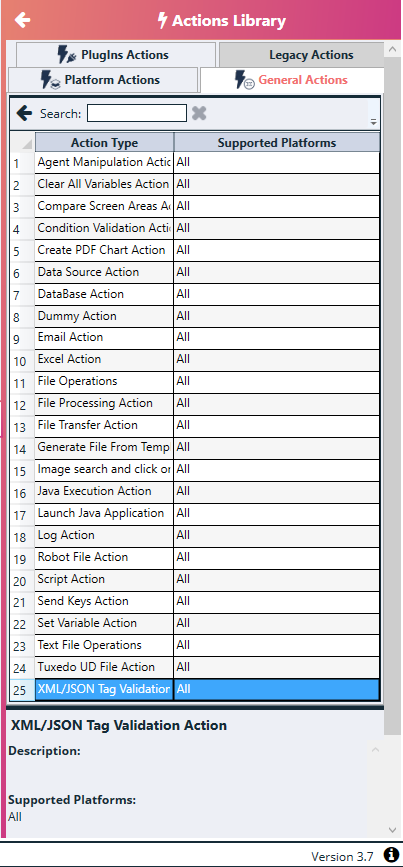 Actions Library
PlugIns Actions Legacy Actions
Platform Actions General Actions
Search:
Action Type Supported Platforms
1 Agent Manipulation Actic All
2 Clear All Variables Action All
3 Compare Screen Areas A All
4 Condition Validation Acti All
5 Create PDF Chart Action All
6 Data Source Action All
7 DataBase Action All
8 Dummy Action All
9 Email Action All
10 Excel Action All
11 File Operations All
12 File Processing Action All
13 File Transfer Action All
14 Generate File From Temp All
15 Image search and click or All
16 Java Execution Action All
17 Launch Java Application All
18 Log Action All
19 Robot File Action All
20 Script Action All
21 Send Keys Action All
22 Set Variable Action All
23 Text File Operations All
24 Tuxedo UD File Action All
25 XML/JSON Tag Validation All
XML/JSON Tag Validation Action
Description:
Supported Platforms:
All
Version 3.7